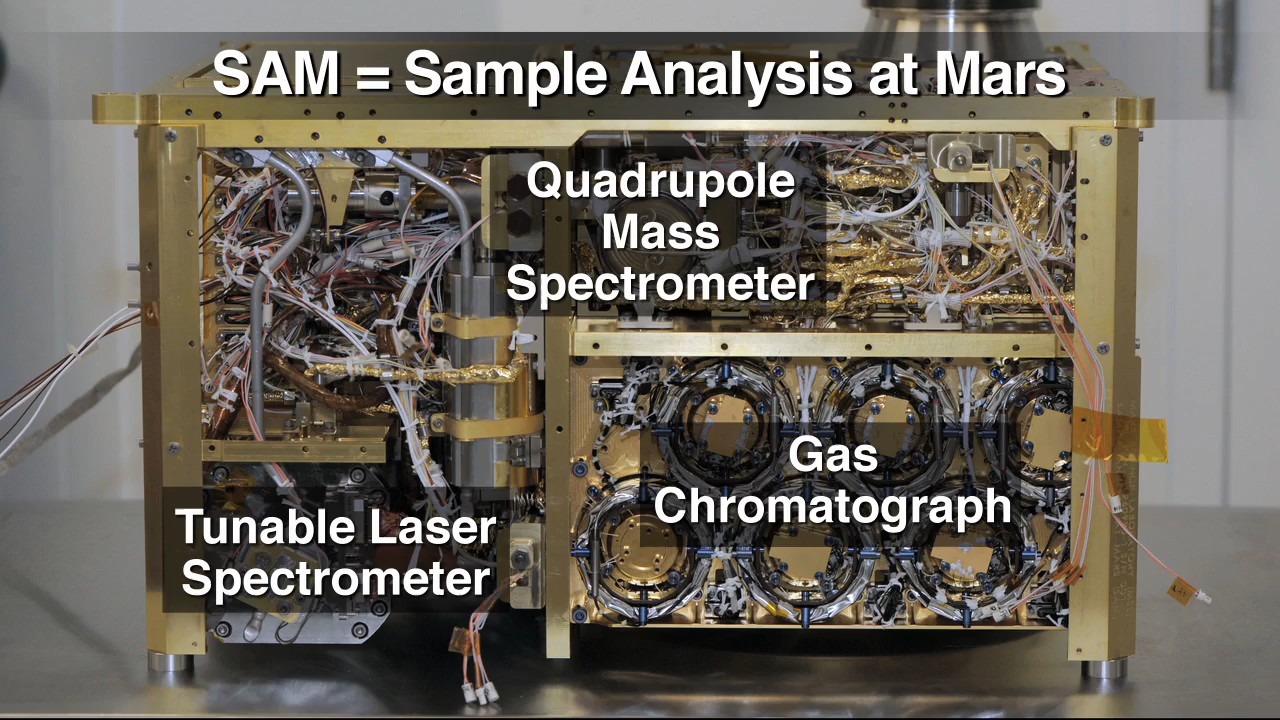 SAM = Sample Analysis at Mars
Quadrupole
Mass
Spectrometer
Gas
Chromatograph
Tunable Laser
Spectrometer